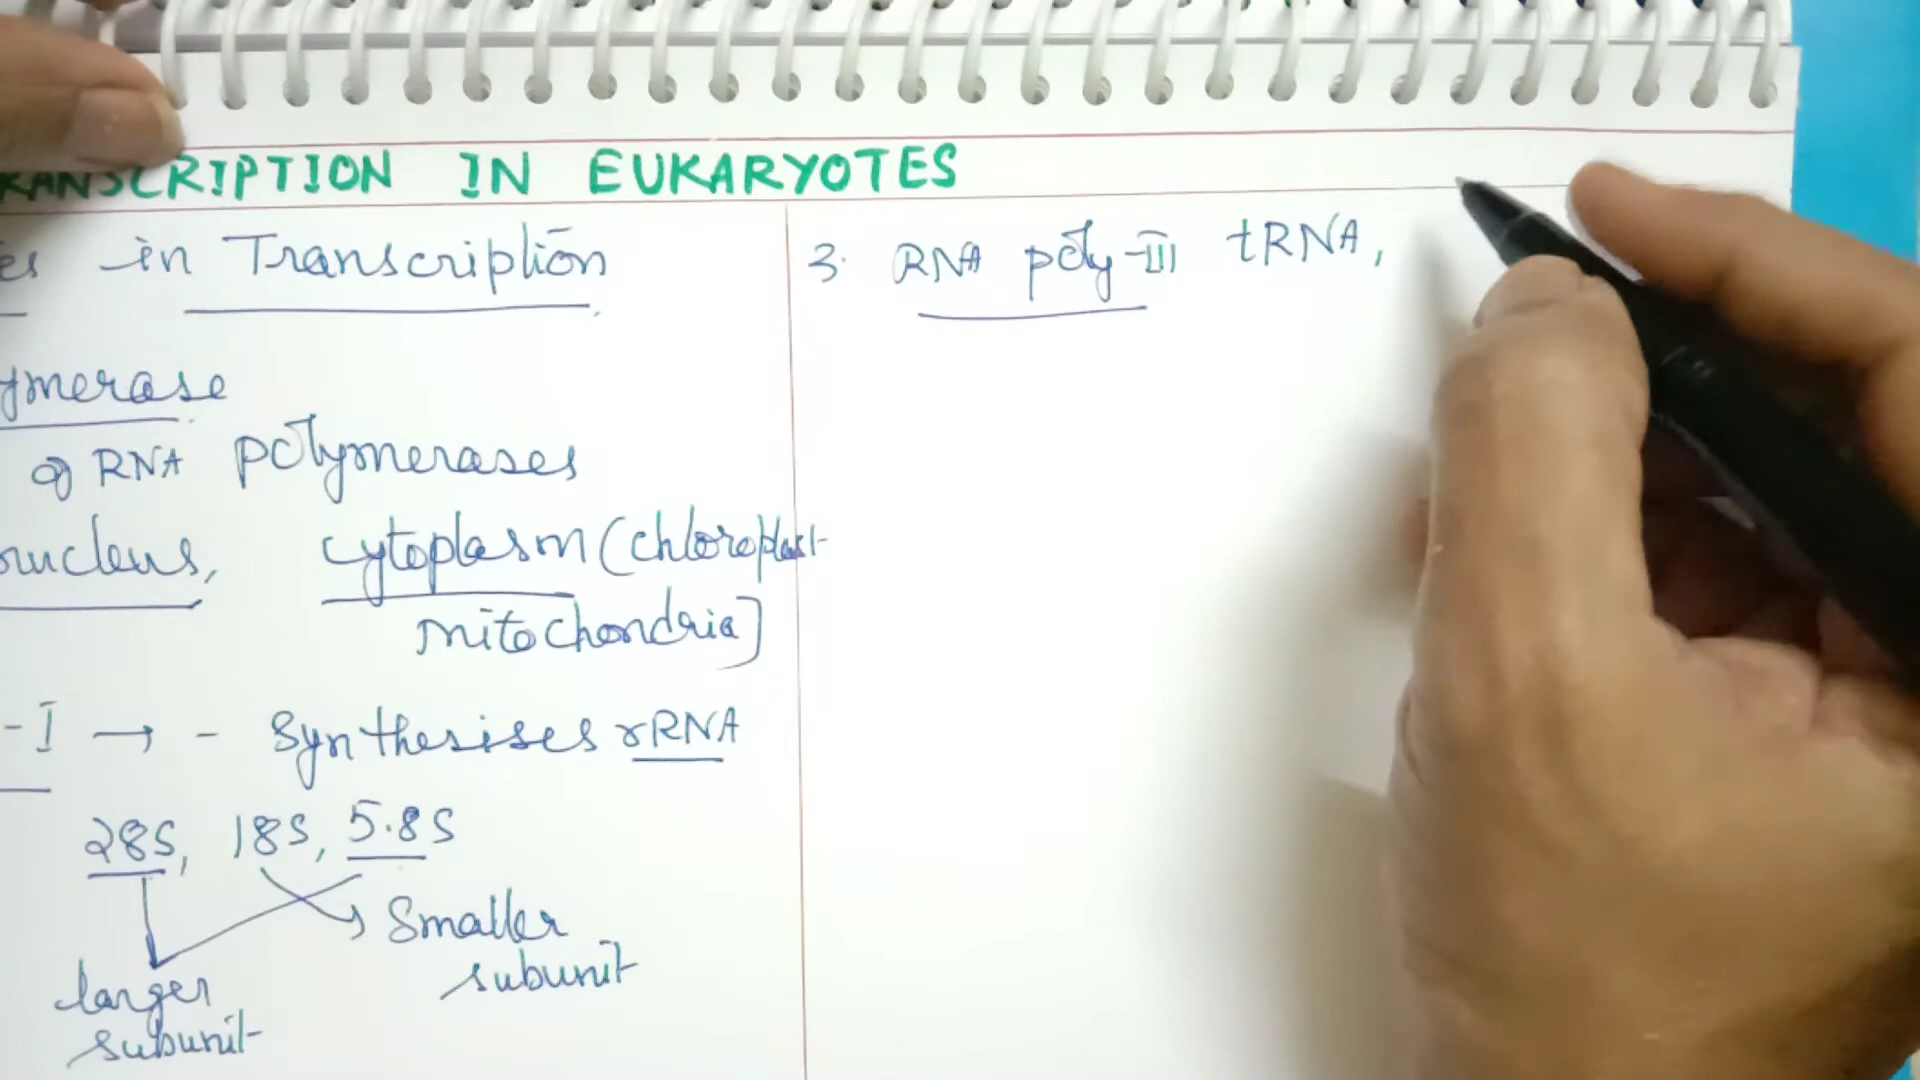 TRANSCRIPTION IN EUKARYOTES
es in Transcription
ymerase
of RNA polymerases
nucleus, cytoplasm (chloroplast
mitochondria]
-I → - Synthesises rRNA
28S, 18S, 5.8S
Smaller
subunit
larger
subunit
3. RNA poly-III tRNA,